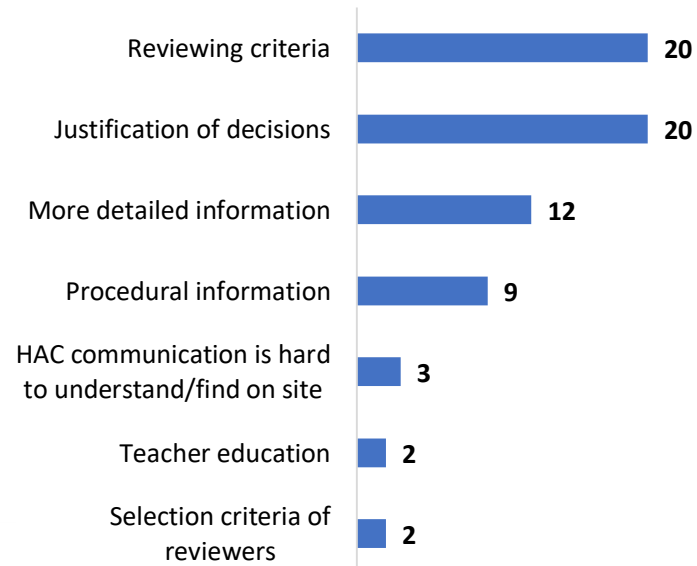 Reviewing criteria 20
Justification of decisions 20
More detailed information 12
Procedural information 9
HAC communication is hard
to understand/find on site 3
Teacher education 2
Selection criteria of
reviewers 2